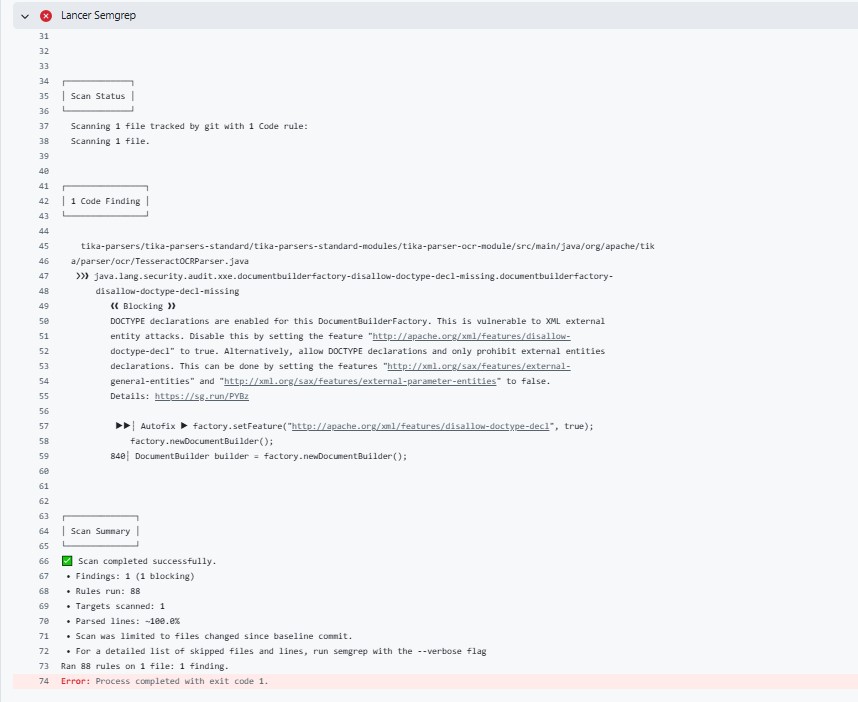 Lancer Semgrep
31
32
33
34
35 Scan Status
36
37 Scanning 1 file tracked by git with 1 Code rule:
38 Scanning 1 file.
39
40
41
42 1 Code Finding
43
44
45 tika-parsers/tika-parsers-standard/tika-parsers-standard-modules/tika-parser-ocr-module/src/main/java/org/apache/tik
46 a/parser/ocr/TesseractOCRParser.java
47 ❯❯❱ java.lang.security.audit.xxe.documentbuilderfactory-disallow-doctype-decl-missing.documentbuilderfactory-
48 disallow-doctype-decl-missing
49 ❰❰ Blocking ❱❱
50 DOCTYPE declarations are enabled for this DocumentBuilderFactory. This is vulnerable to XML external
51 entity attacks. Disable this by setting the feature "http://apache.org/xml/features/disallow-
52 doctype-decl" to true. Alternatively, allow DOCTYPE declarations and only prohibit external entities
53 declarations. This can be done by setting the features "http://xml.org/sax/features/external-
54 general-entities" and "http://xml.org/sax/features/external-parameter-entities" to false.
55 Details: https://sg.run/PYBz
56
57 ▶▶┆ Autofix ▶ factory.setFeature("http://apache.org/xml/features/disallow-doctype-decl", true);
58 factory.newDocumentBuilder();
59 840┆ DocumentBuilder builder = factory.newDocumentBuilder();
60
61
62
63
64 Scan Summary
65
66 ✅ Scan completed successfully.
67 • Findings: 1 (1 blocking)
68 • Rules run: 88
69 • Targets scanned: 1
70 • Parsed lines: ~100.0%
71 • Scan was limited to files changed since baseline commit.
72 • For a detailed list of skipped files and lines, run semgrep with the --verbose flag
73 Ran 88 rules on 1 file: 1 finding.
74 Error: Process completed with exit code 1.